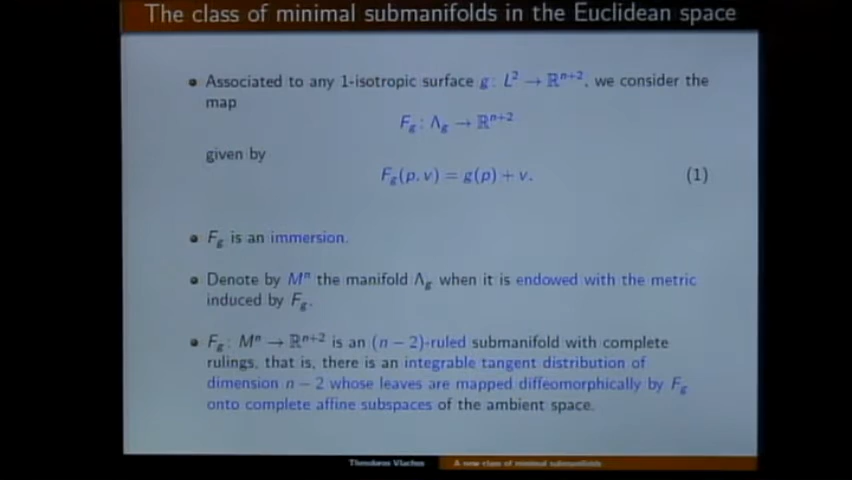 The class of minimal submanifolds in the Euclidean space
• Associated to any 1-isotropic surface g: L² → ℝⁿ⁺², we consider the
map
F_g: Λ_g → ℝⁿ⁺²
given by
F_g(p, v) = g(p) + v. (1)
• F_g is an immersion.
• Denote by Mⁿ the manifold Λ_g when it is endowed with the metric
induced by F_g.
• F_g: Mⁿ → ℝⁿ⁺² is an (n − 2)-ruled submanifold with complete
rulings, that is, there is an integrable tangent distribution of
dimension n − 2 whose leaves are mapped diffeomorphically by F_g
onto complete affine subspaces of the ambient space.
Theodoros Vlachos A new class of minimal submanifolds